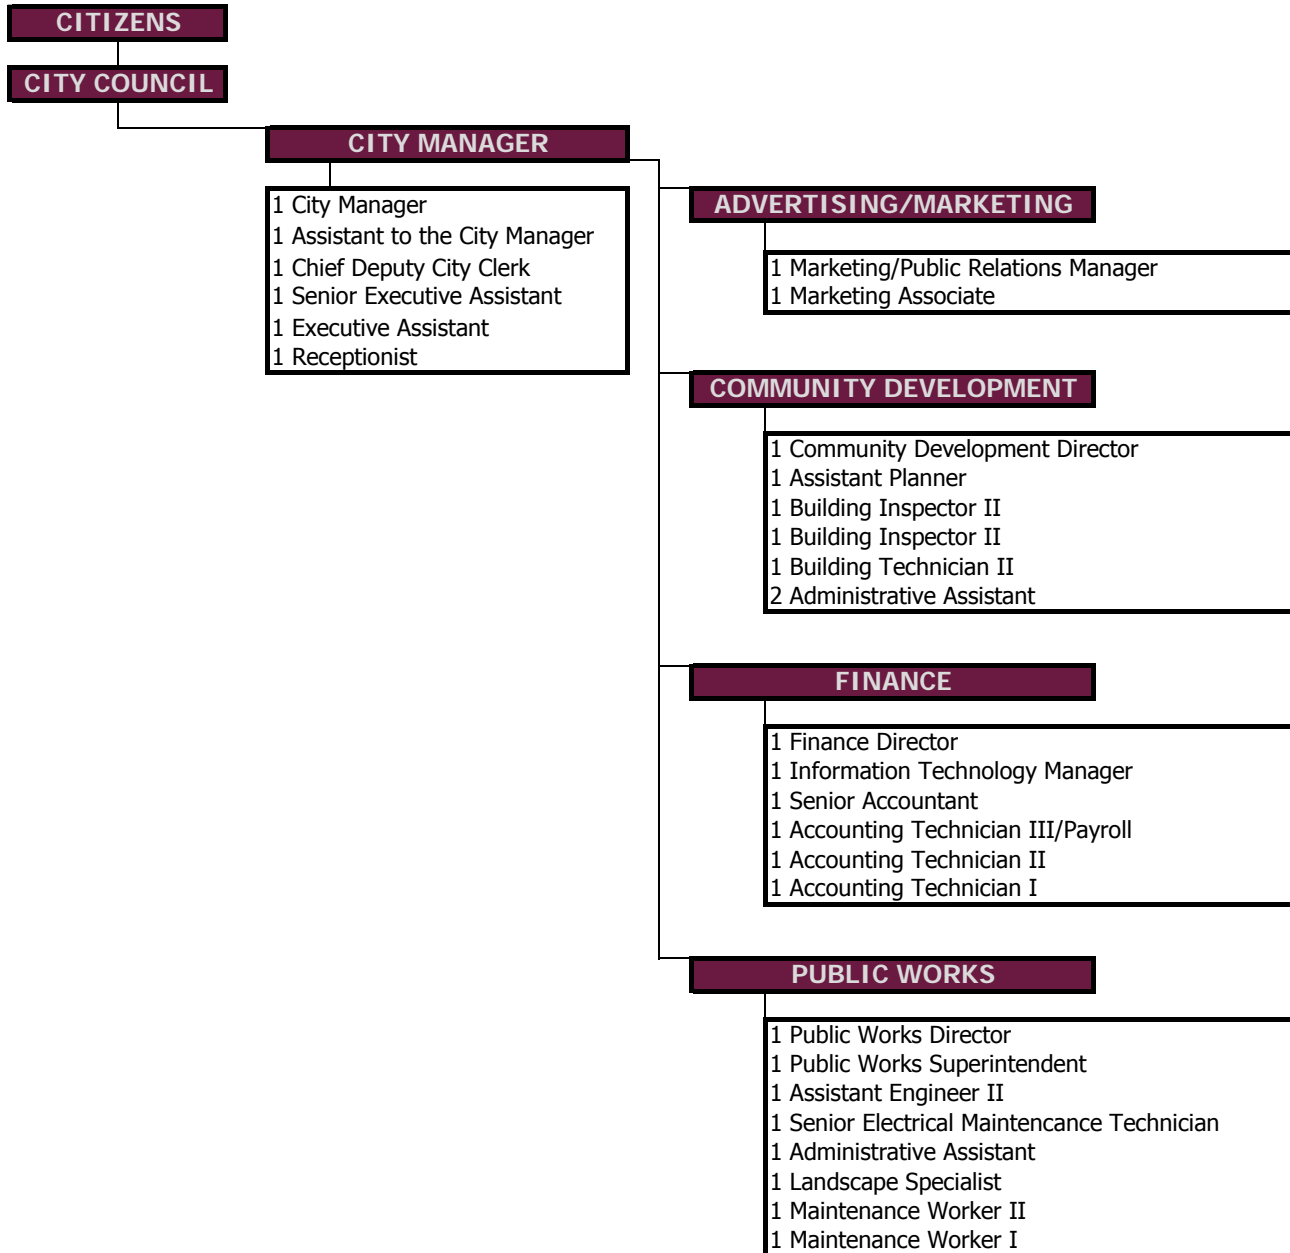 CITIZENS
CITY COUNCIL
CITY MANAGER
1 City Manager
1 Assistant to the City Manager
1 Chief Deputy City Clerk
1 Senior Executive Assistant
1 Executive Assistant
1 Receptionist
ADVERTISING/MARKETING
1 Marketing/Public Relations Manager
1 Marketing Associate
COMMUNITY DEVELOPMENT
1 Community Development Director
1 Assistant Planner
1 Building Inspector II
1 Building Inspector II
1 Building Technician II
2 Administrative Assistant
FINANCE
1 Finance Director
1 Information Technology Manager
1 Senior Accountant
1 Accounting Technician III/Payroll
1 Accounting Technician II
1 Accounting Technician I
PUBLIC WORKS
1 Public Works Director
1 Public Works Superintendent
1 Assistant Engineer II
1 Senior Electrical Maintencance Technician
1 Administrative Assistant
1 Landscape Specialist
1 Maintenance Worker II
1 Maintenance Worker I